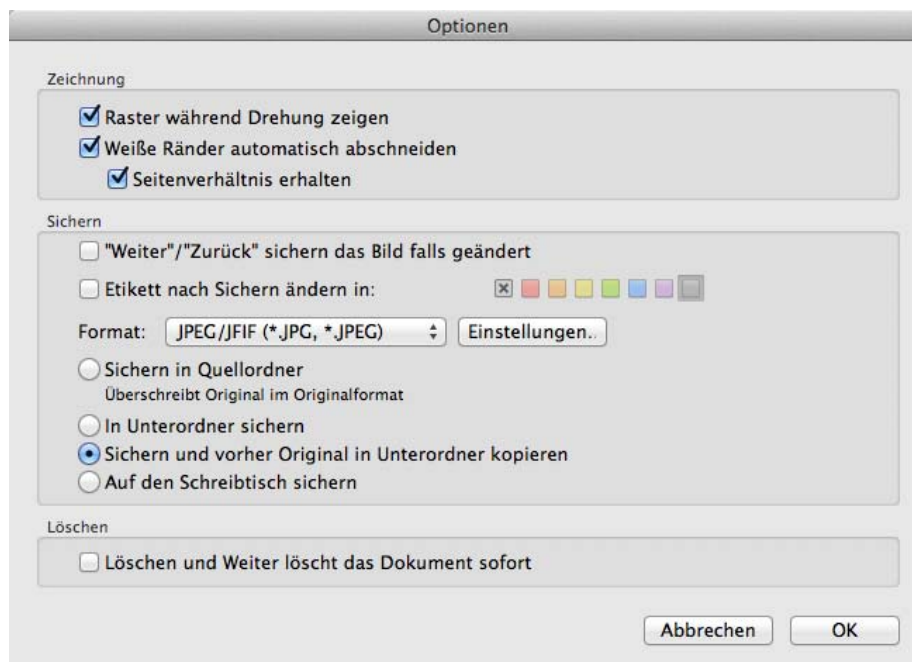 Optionen
Zeichnung
Raster während Drehung zeigen
Weiße Ränder automatisch abschneiden
Seitenverhältnis erhalten
Sichern
"Weiter"/"Zurück" sichern das Bild falls geändert
Etikett nach Sichern ändern in:
Format: JPEG/JFIF (*.JPG, *.JPEG) Einstellungen..
Sichern in Quellordner
Überschreibt Original im Originalformat
In Unterordner sichern
Sichern und vorher Original in Unterordner kopieren
Auf den Schreibtisch sichern
Löschen
Löschen und Weiter löscht das Dokument sofort
Abbrechen OK